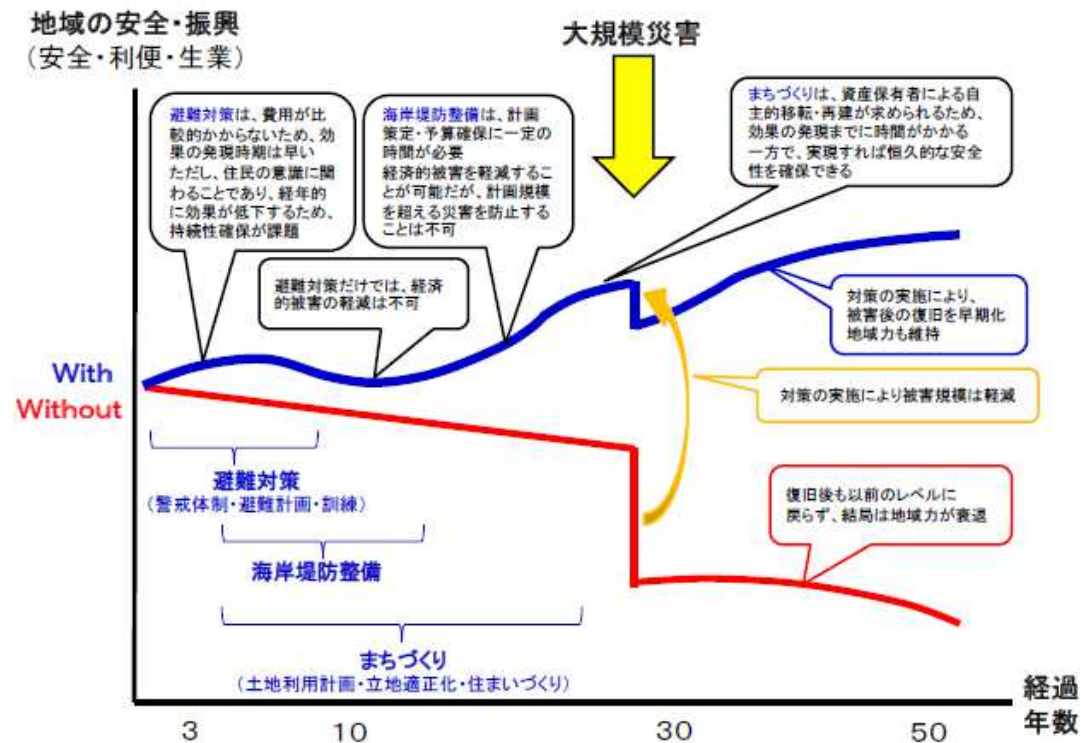 地域の安全・振興
（安全・利便・生業）
大規模災害
避難対策は、費用が比
較的かからないため、効
果の発現時期は早い
ただし、住民の意識に関
わることであり、経年的
に効果が低下するため、
持続性確保が課題
海岸堤防整備は、計画
策定・予算確保に一定の
時間が必要
経済的被害を軽減するこ
とが可能だが、計画規模
を超える災害を防止する
ことは不可
まちづくりは、資産保有者による自
主的移転・再建が求められるため、
効果の発現までに時間がかかる
一方で、実現すれば恒久的な安全
性を確保できる
避難対策だけでは、経済
的被害の軽減は不可
対策の実施により、
被害後の復旧を早期化
地域力も維持
With
Without
対策の実施により被害規模は軽減
避難対策
（警戒体制・避難計画・訓練）
復旧後も以前のレベルに
戻らず、結局は地域力が衰退
海岸堤防整備
まちづくり
（土地利用計画・立地適正化・住まいづくり）
経過
年数
3 10 30 50